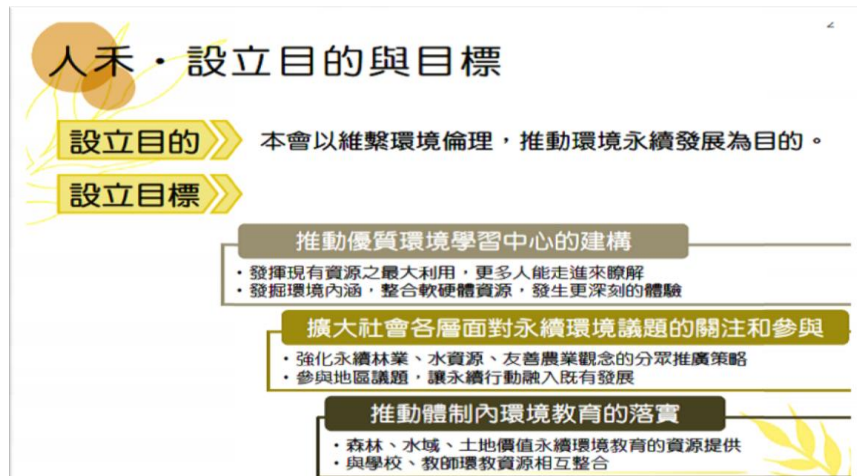 人禾・設立目的與目標
設立目的 本會以維繫環境倫理，推動環境永續發展為目的。
設立目標
推動優質環境學習中心的建構
・發揮現有資源之最大利用，更多人能走進來瞭解
・發掘環境內涵，整合軟硬體資源，發生更深刻的體驗
擴大社會各層面對永續環境議題的關注和參與
・強化永續林業、水資源、友善農業觀念的分眾推廣策略
・參與地區議題，讓永續行動融入既有發展
推動體制內環境教育的落實
・森林、水域、土地價值永續環境教育的資源提供
・與學校、教師環教資源相互整合